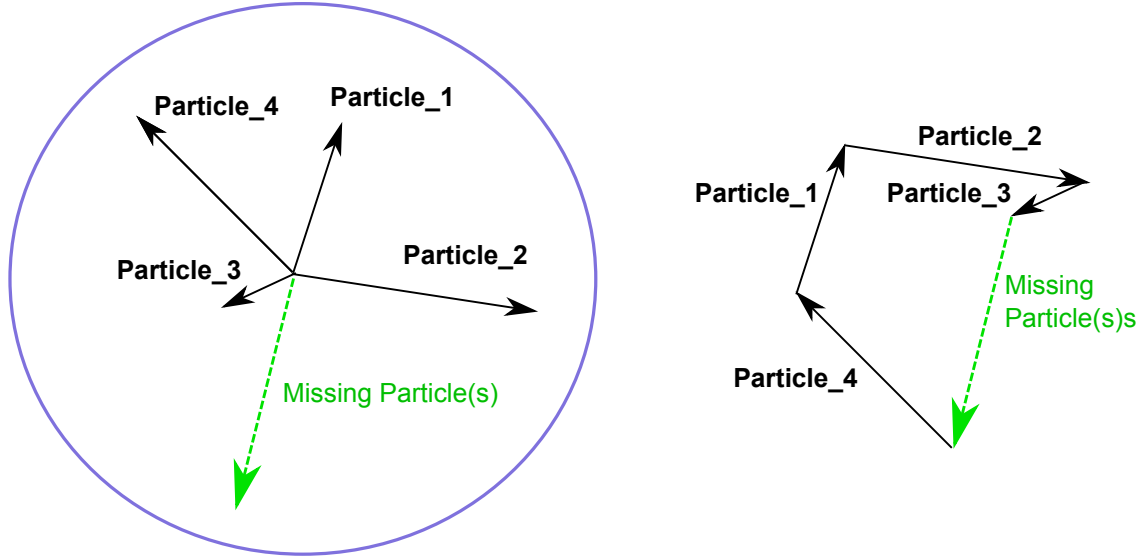 Particle_4
Particle_1
Particle_3
Particle_2
Missing Particle(s)
Particle_2
Particle_1
Particle_3
Missing
Particle(s)s
Particle_4